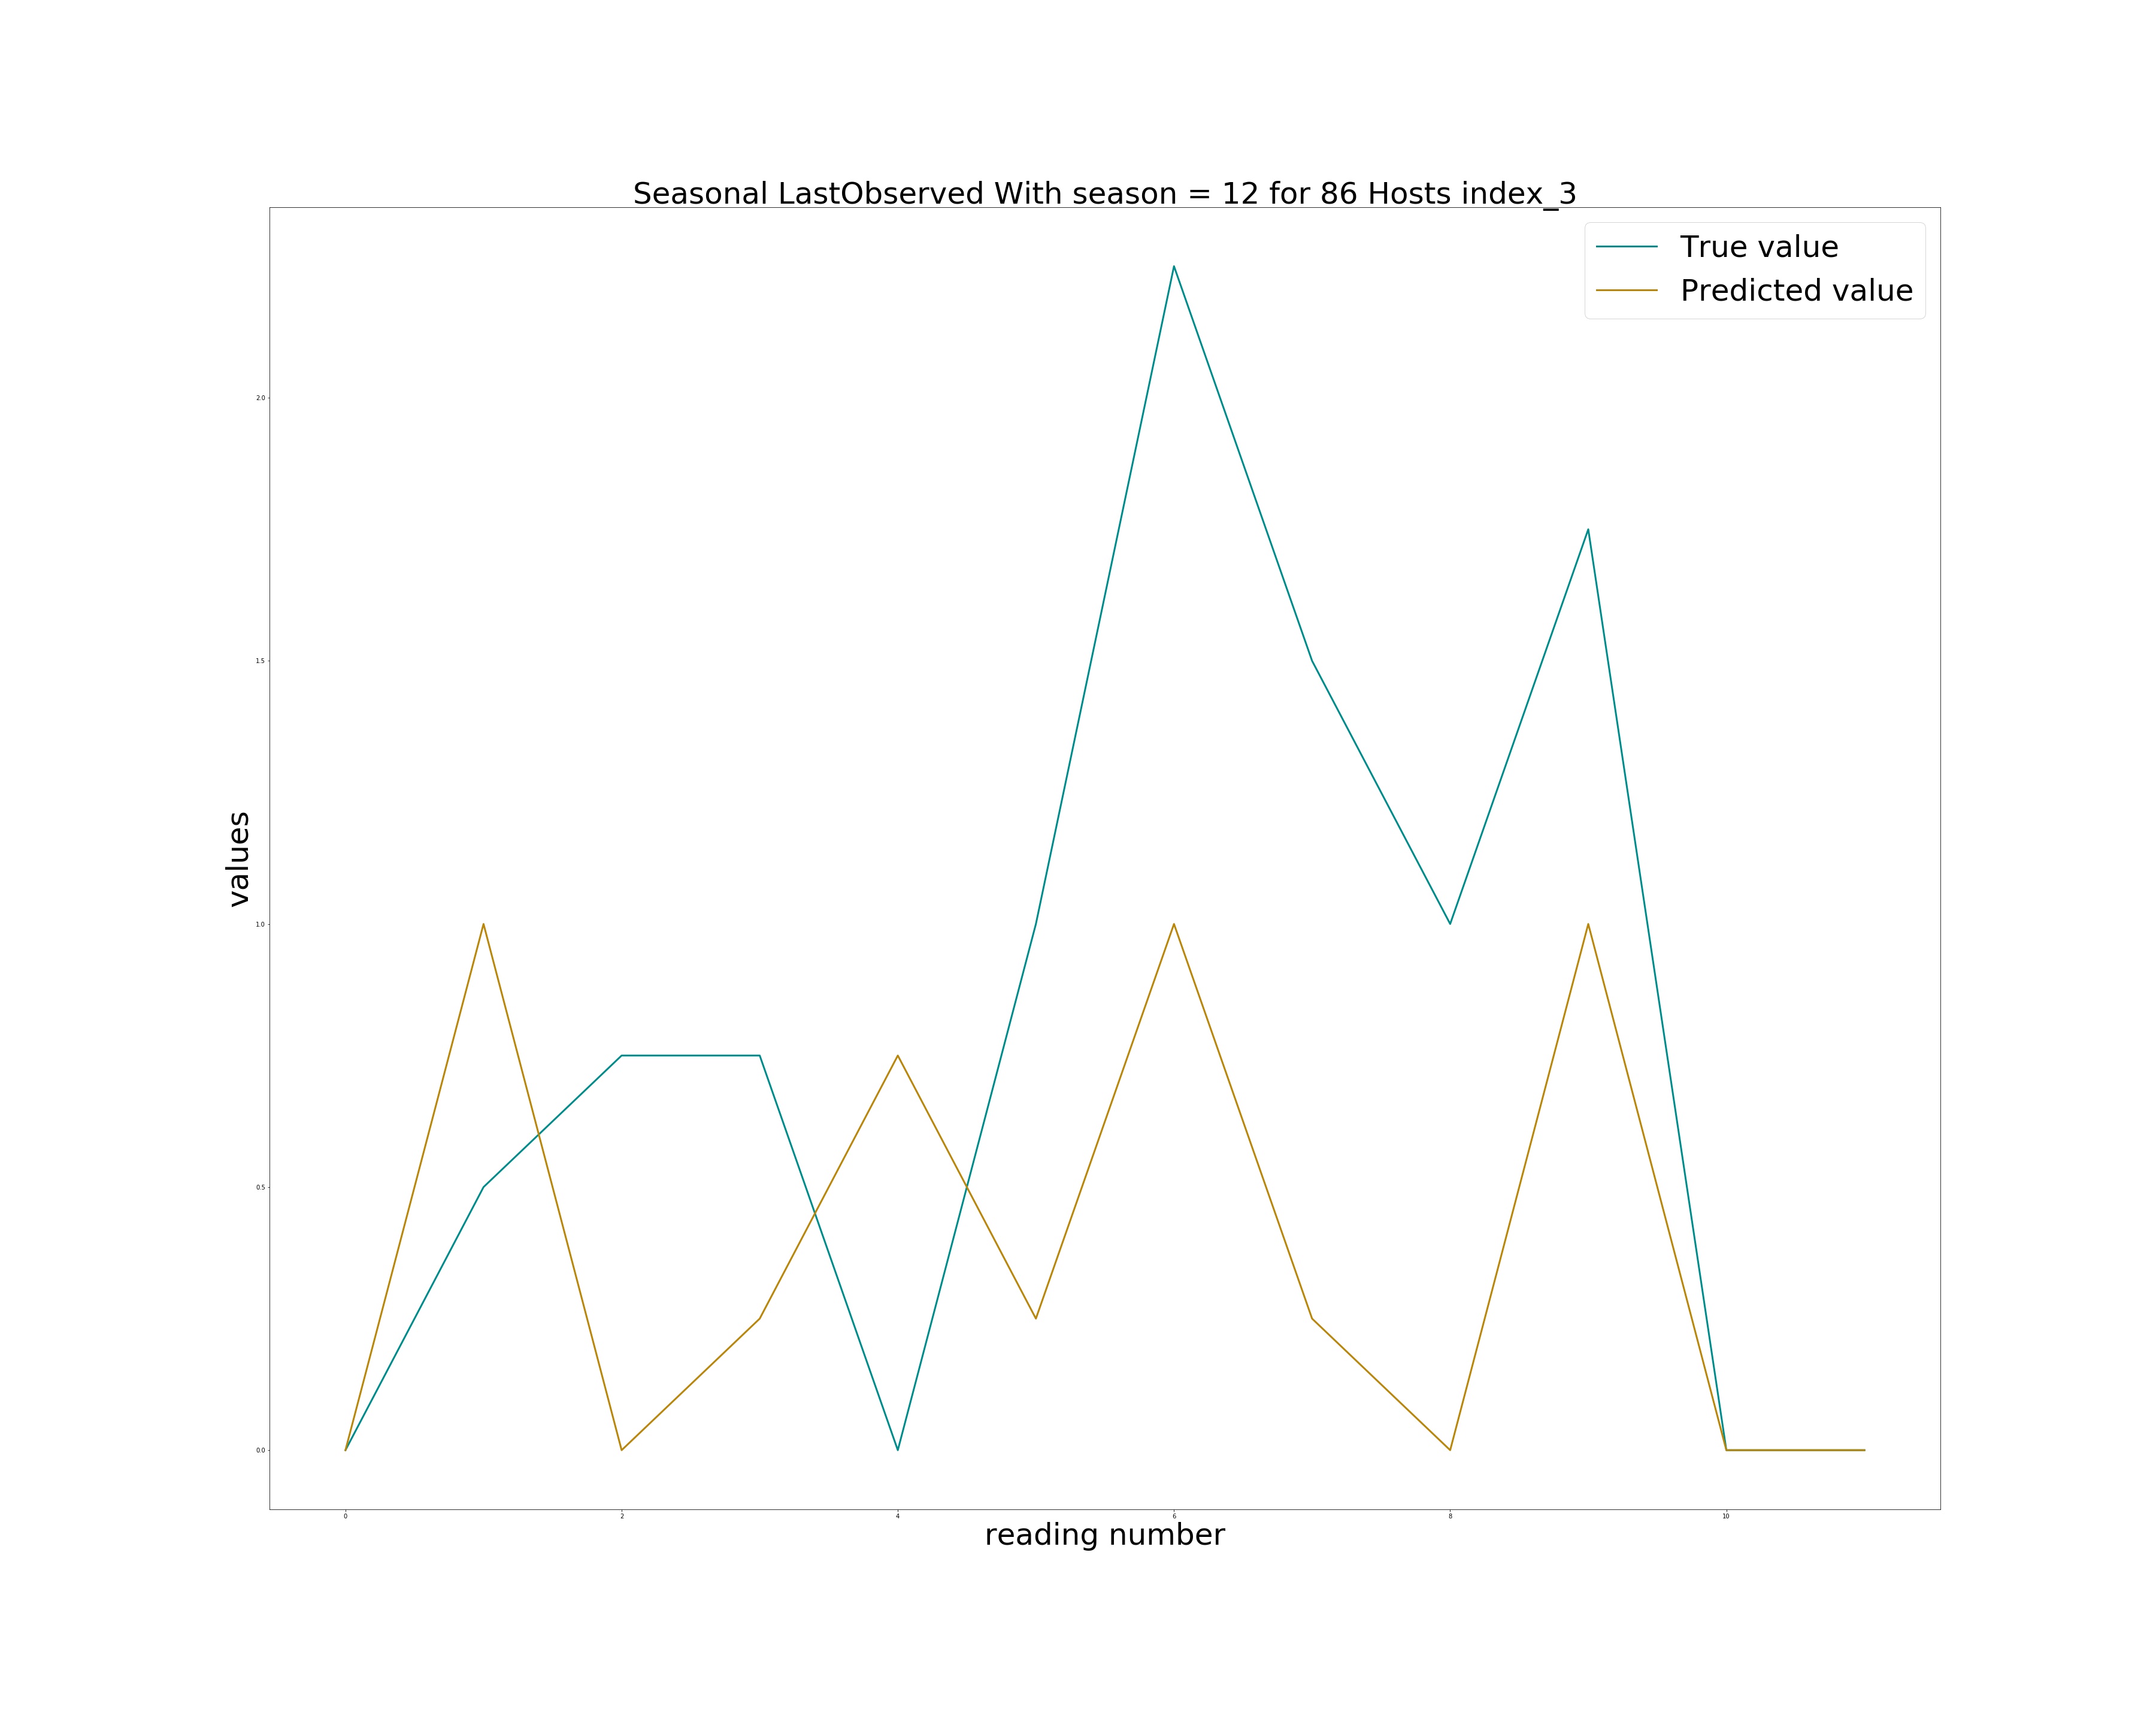 Seasonal LastObserved With season = 12 for 86 Hosts index_3
True value
Predicted value
values
2.0
1.5
1.0
0.5
0.0
0 2 4 6 8 10
reading number